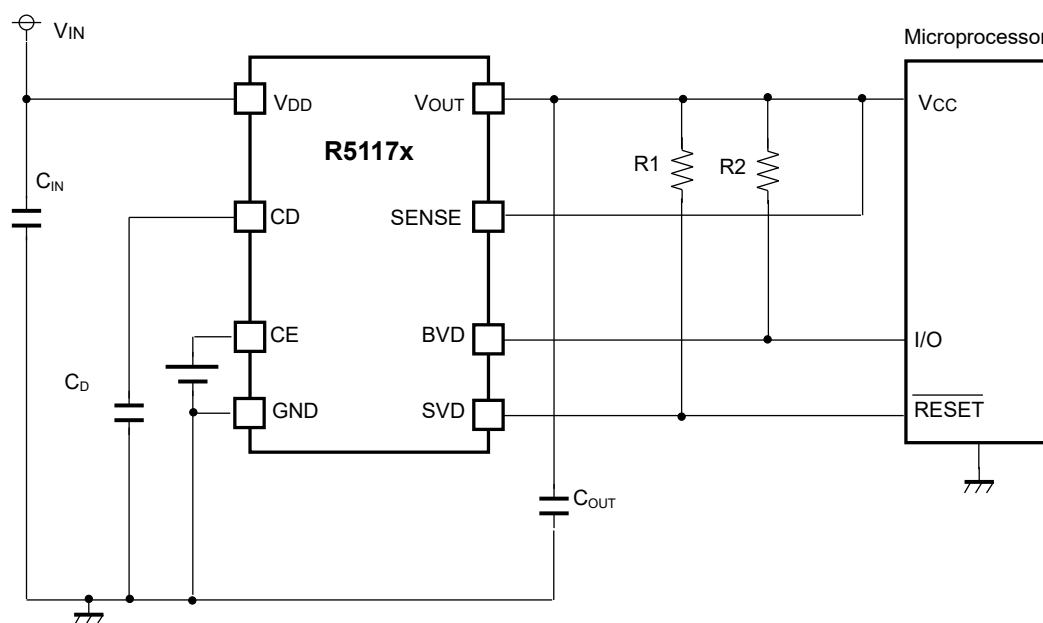 VIN
Microprocessor
VDD
VOUT
VCC
R5117x
R1
R2
CIN
CD
SENSE
CE
BVD
I/O
CD
GND
SVD
RESET
COUT